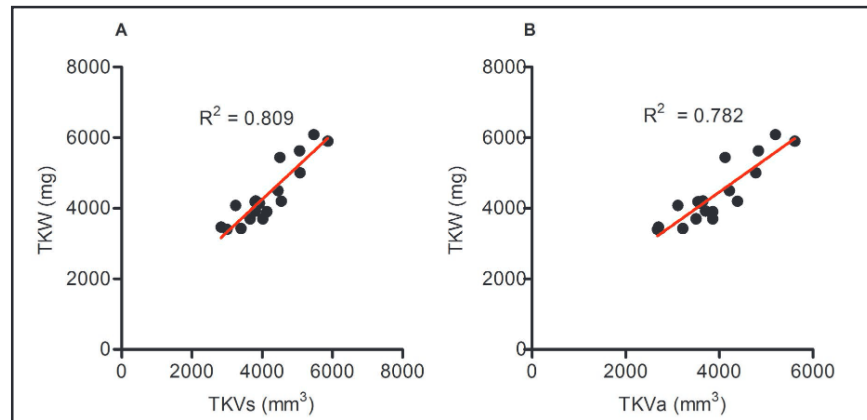 A
8000
6000
4000
2000
0
TKW (mg)
R² = 0.809
0 2000 4000 6000 8000
TKVs (mm³)
B
8000
6000
4000
2000
0
TKW (mg)
R² = 0.782
0 2000 4000 6000
TKVa (mm³)